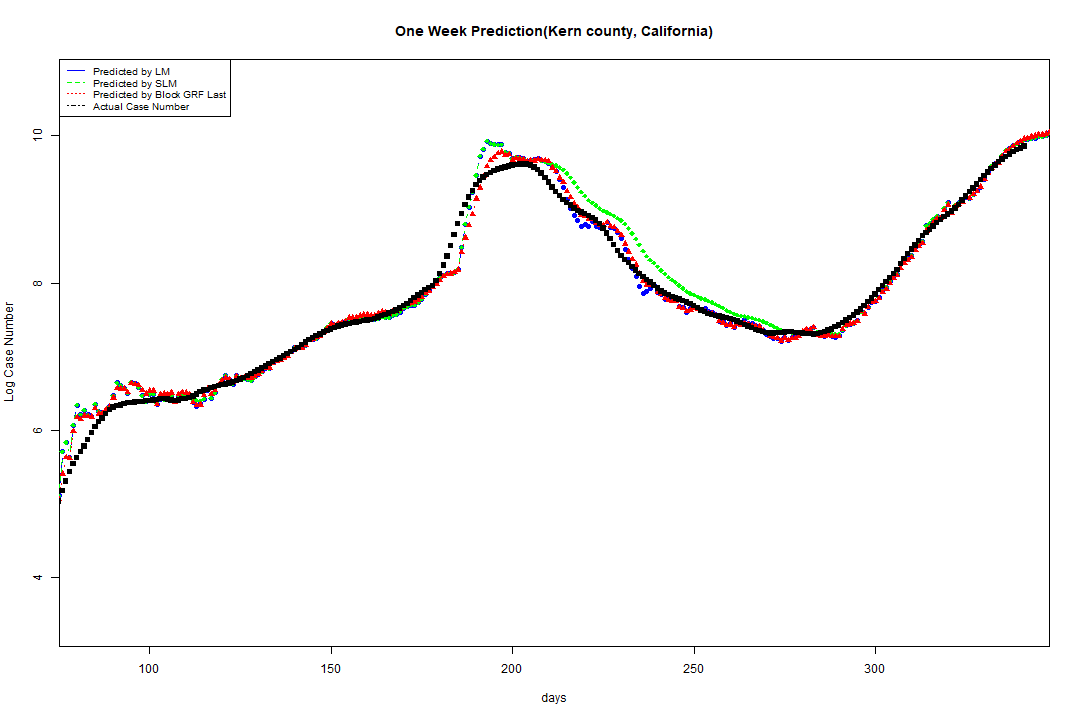 One Week Prediction(Kern county, California)
Predicted by LM
Predicted by SLM
Predicted by Block GRF Last
Actual Case Number
10
8
6
4
Log Case Number
100
150
200
250
300
days